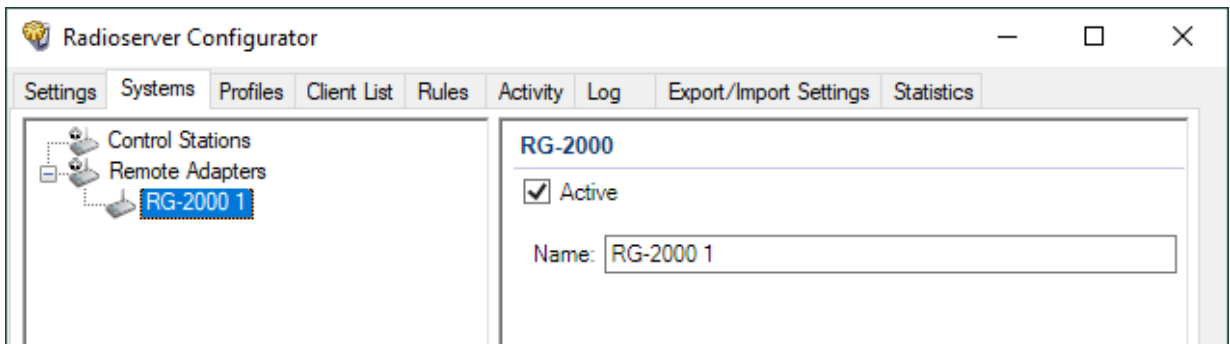 Radioserver Configurator
Settings Systems Profiles Client List Rules Activity Log Export/Import Settings Statistics
Control Stations
Remote Adapters
RG-2000 1
RG-2000
Active
Name: RG-2000 1